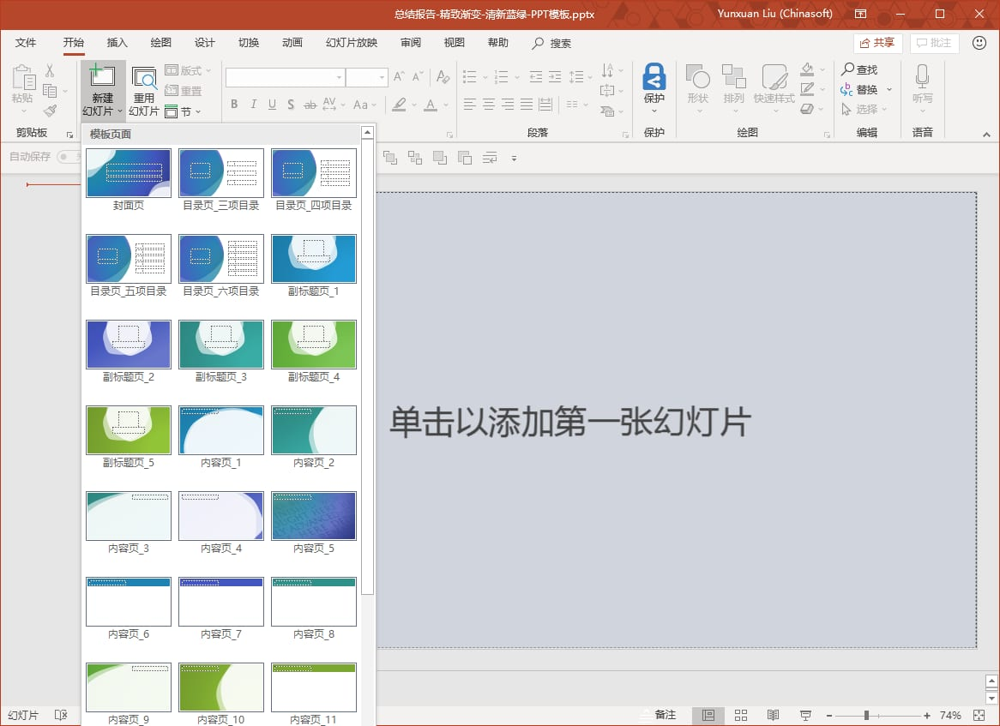 总结报告-精致渐变-清新蓝绿-PPT模板.pptx
Yunxuan Liu (Chinasoft)
文件 开始 插入 绘图 设计 切换 动画 幻灯片放映 审阅 视图 帮助 搜索 共享 批注
粘贴
新建
幻灯片
重用
幻灯片
版式
重置
节
B I U S ab AV Aa A
保护
形状
排列
快速样式
查找
替换
选择
听写
剪贴板 段落 保护 绘图 编辑 语音
自动保存
模板页面
封面页 目录页_三项目录 目录页_四项目录
目录页_五项目录 目录页_六项目录 副标题页_1
副标题页_2 副标题页_3 副标题页_4
副标题页_5 内容页_1 内容页_2
内容页_3 内容页_4 内容页_5
内容页_6 内容页_7 内容页_8
内容页_9 内容页_10 内容页_11
单击以添加第一张幻灯片
幻灯片 备注 74%